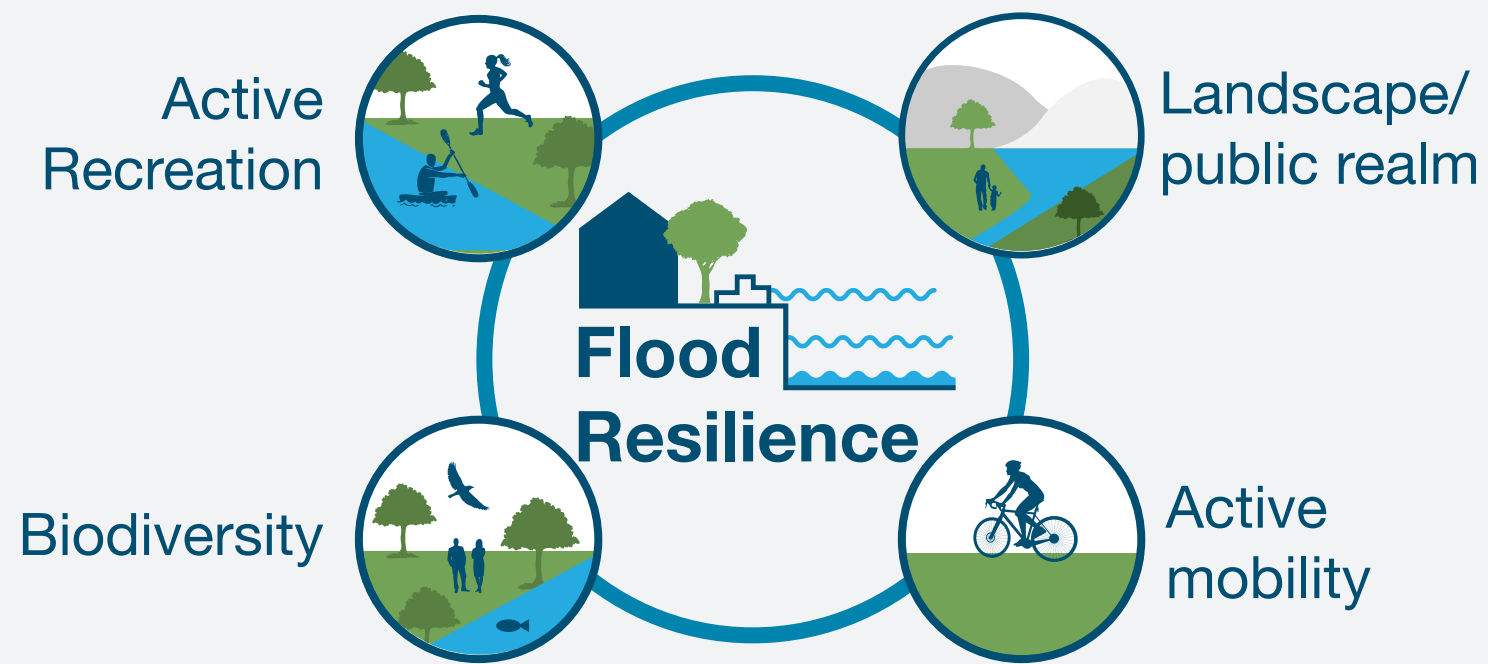 Active
Recreation
Landscape/
public realm
Flood
Resilience
Biodiversity
Active
mobility